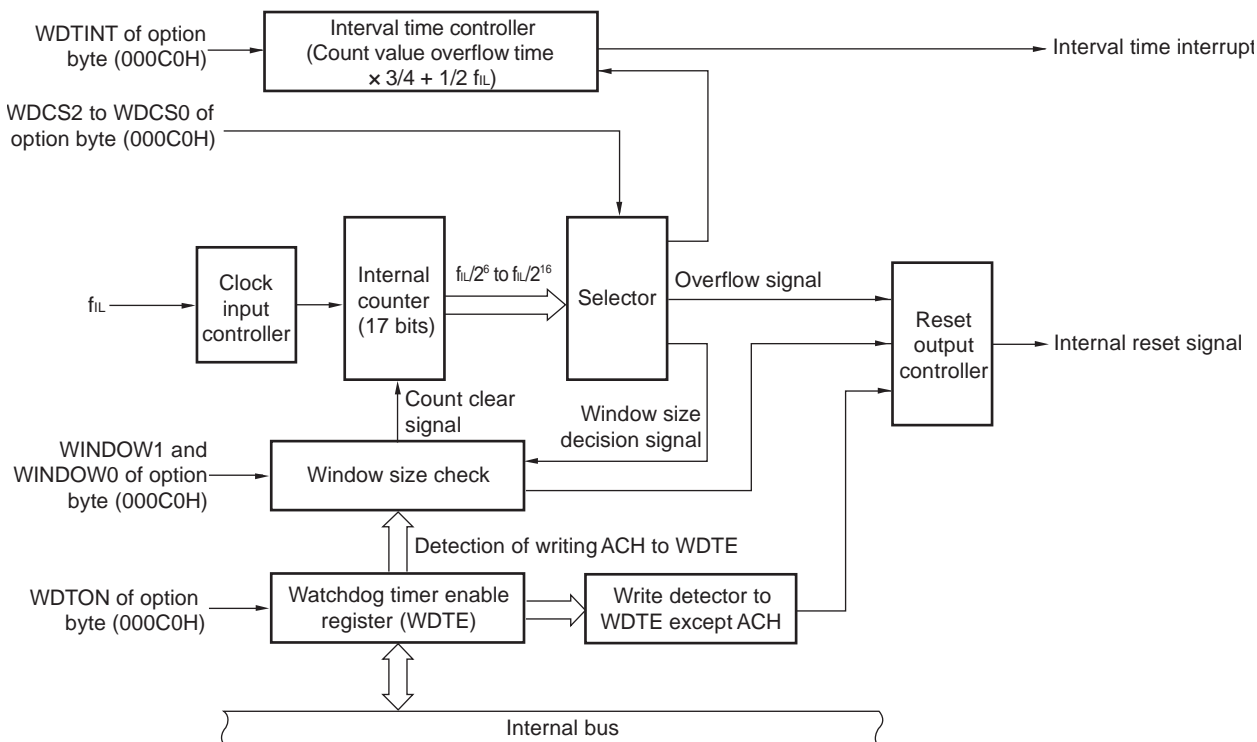 WDTINT of option
byte (000C0H)
Interval time controller
(Count value overflow time
× 3/4 + 1/2 fIL)
Interval time interrupt
WDCS2 to WDCS0 of
option byte (000C0H)
fIL
Clock
input
controller
Internal
counter
(17 bits)
fIL/2⁶ to fIL/2¹⁶
Selector
Overflow signal
Reset
output
controller
Internal reset signal
Count clear
signal
Window size
decision signal
WINDOW1 and
WINDOW0 of option
byte (000C0H)
Window size check
Detection of writing ACH to WDTE
WDTON of option
byte (000C0H)
Watchdog timer enable
register (WDTE)
Write detector to
WDTE except ACH
Internal bus